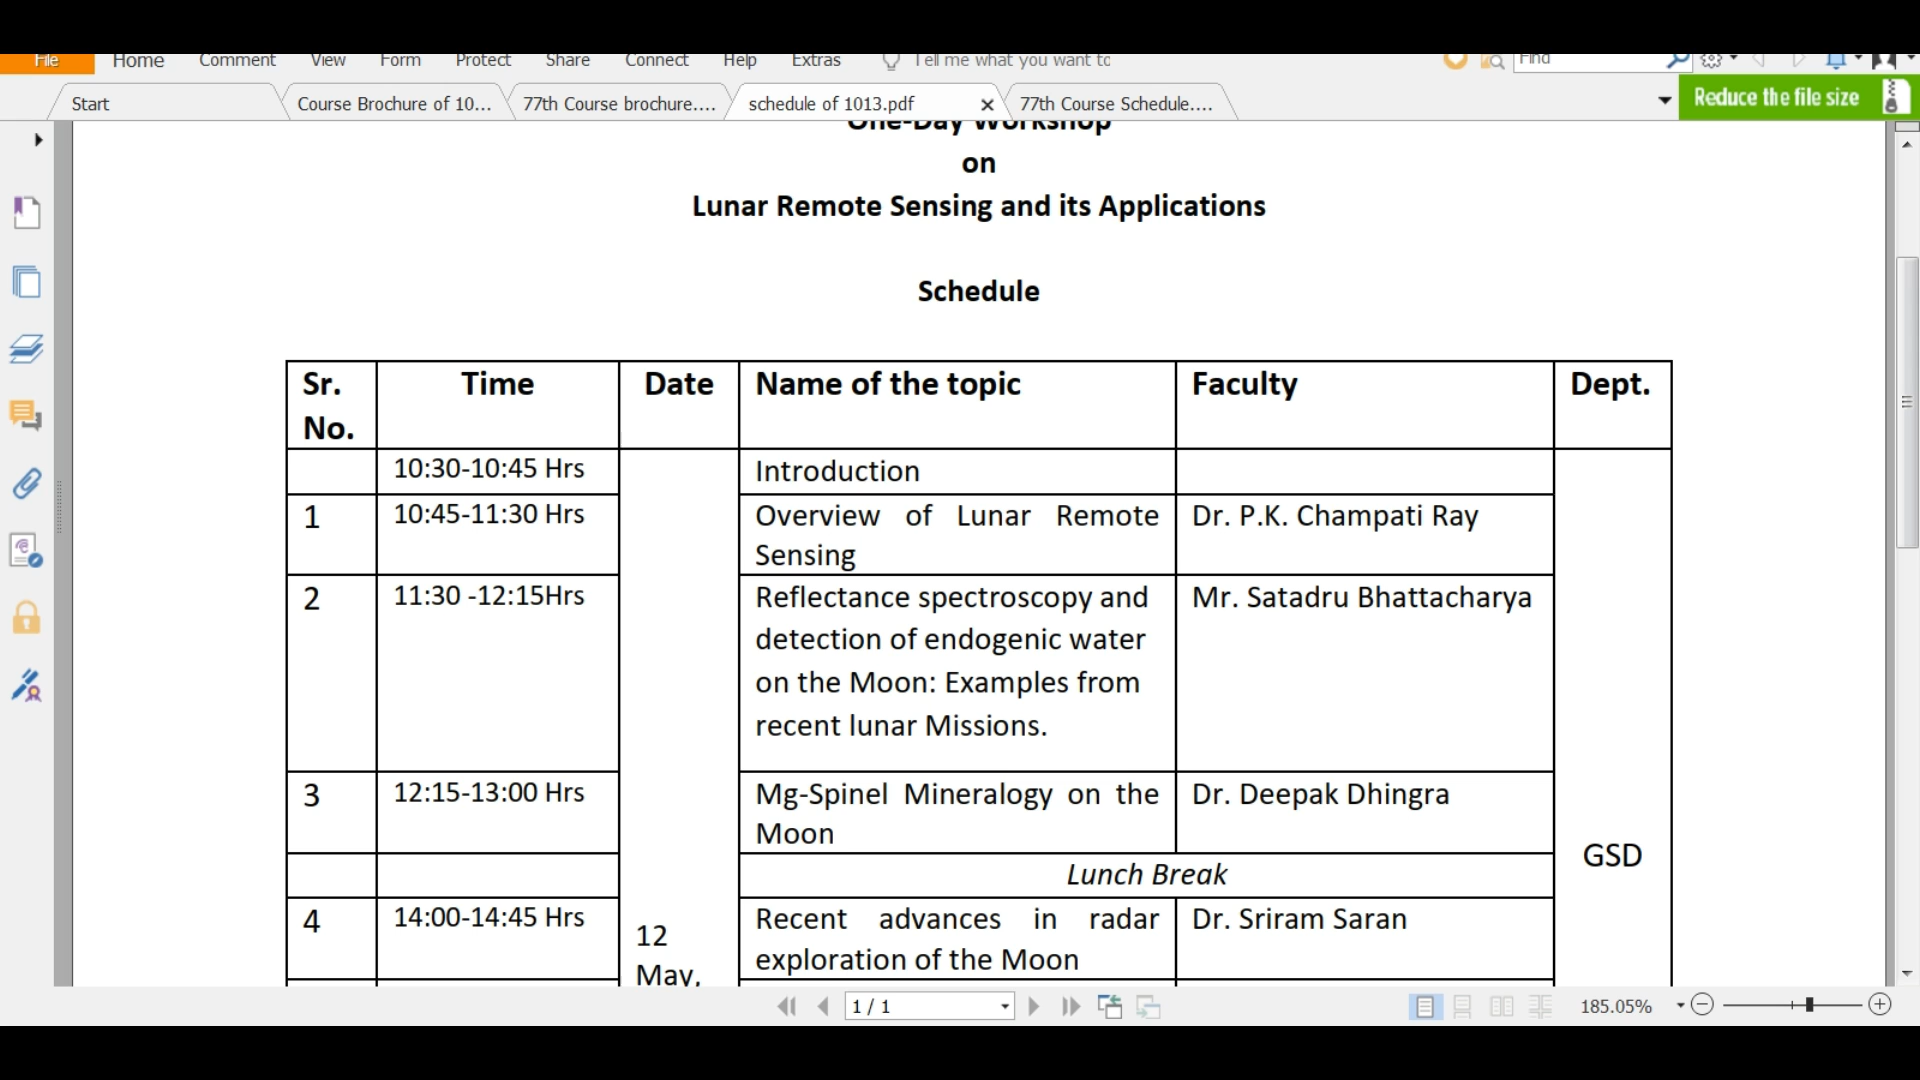 File Home Comment View Form Protect Share Connect Help Extras Tell me what you want to Find
Start Course Brochure of 10... 77th Course brochure.... schedule of 1013.pdf 77th Course Schedule.... Reduce the file size
One-Day Workshop
on
Lunar Remote Sensing and its Applications
Schedule
Sr. Time Date Name of the topic Faculty Dept.
No.
10:30-10:45 Hrs Introduction
1 10:45-11:30 Hrs Overview of Lunar Remote Dr. P.K. Champati Ray
Sensing
2 11:30 -12:15Hrs Reflectance spectroscopy and Mr. Satadru Bhattacharya
detection of endogenic water
on the Moon: Examples from
recent lunar Missions.
3 12:15-13:00 Hrs Mg-Spinel Mineralogy on the Dr. Deepak Dhingra
Moon
GSD
Lunch Break
4 14:00-14:45 Hrs Recent advances in radar Dr. Sriram Saran
12
exploration of the Moon
May,
1 / 1 185.05%